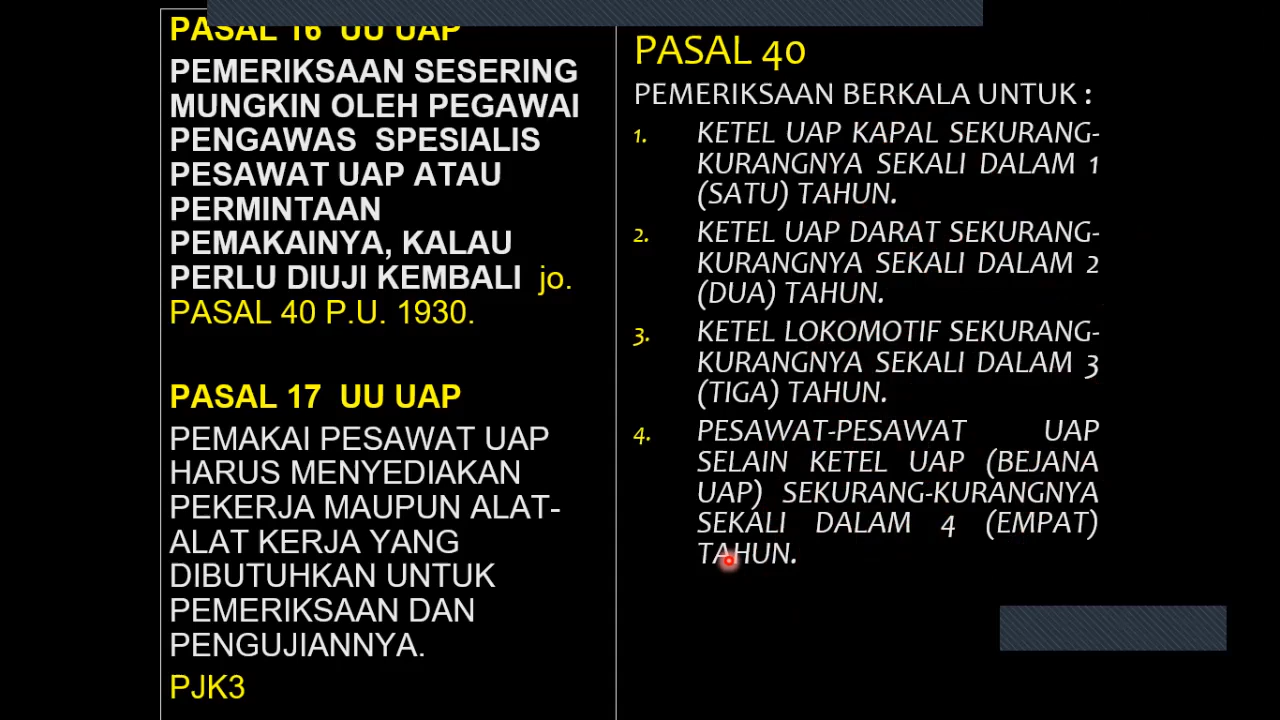 PASAL 16 UU UAP
PEMERIKSAAN SESERING
MUNGKIN OLEH PEGAWAI
PENGAWAS SPESIALIS
PESAWAT UAP ATAU
PERMINTAAN
PEMAKAINYA, KALAU
PERLU DIUJI KEMBALI jo.
PASAL 40 P.U. 1930.
PASAL 17 UU UAP
PEMAKAI PESAWAT UAP
HARUS MENYEDIAKAN
PEKERJA MAUPUN ALAT-
ALAT KERJA YANG
DIBUTUHKAN UNTUK
PEMERIKSAAN DAN
PENGUJIANNYA.
PJK3
PASAL 40
PEMERIKSAAN BERKALA UNTUK :
1. KETEL UAP KAPAL SEKURANG-
KURANGNYA SEKALI DALAM 1
(SATU) TAHUN.
2. KETEL UAP DARAT SEKURANG-
KURANGNYA SEKALI DALAM 2
(DUA) TAHUN.
3. KETEL LOKOMOTIF SEKURANG-
KURANGNYA SEKALI DALAM 3
(TIGA) TAHUN.
4. PESAWAT-PESAWAT UAP
SELAIN KETEL UAP (BEJANA
UAP) SEKURANG-KURANGNYA
SEKALI DALAM 4 (EMPAT)
TAHUN.